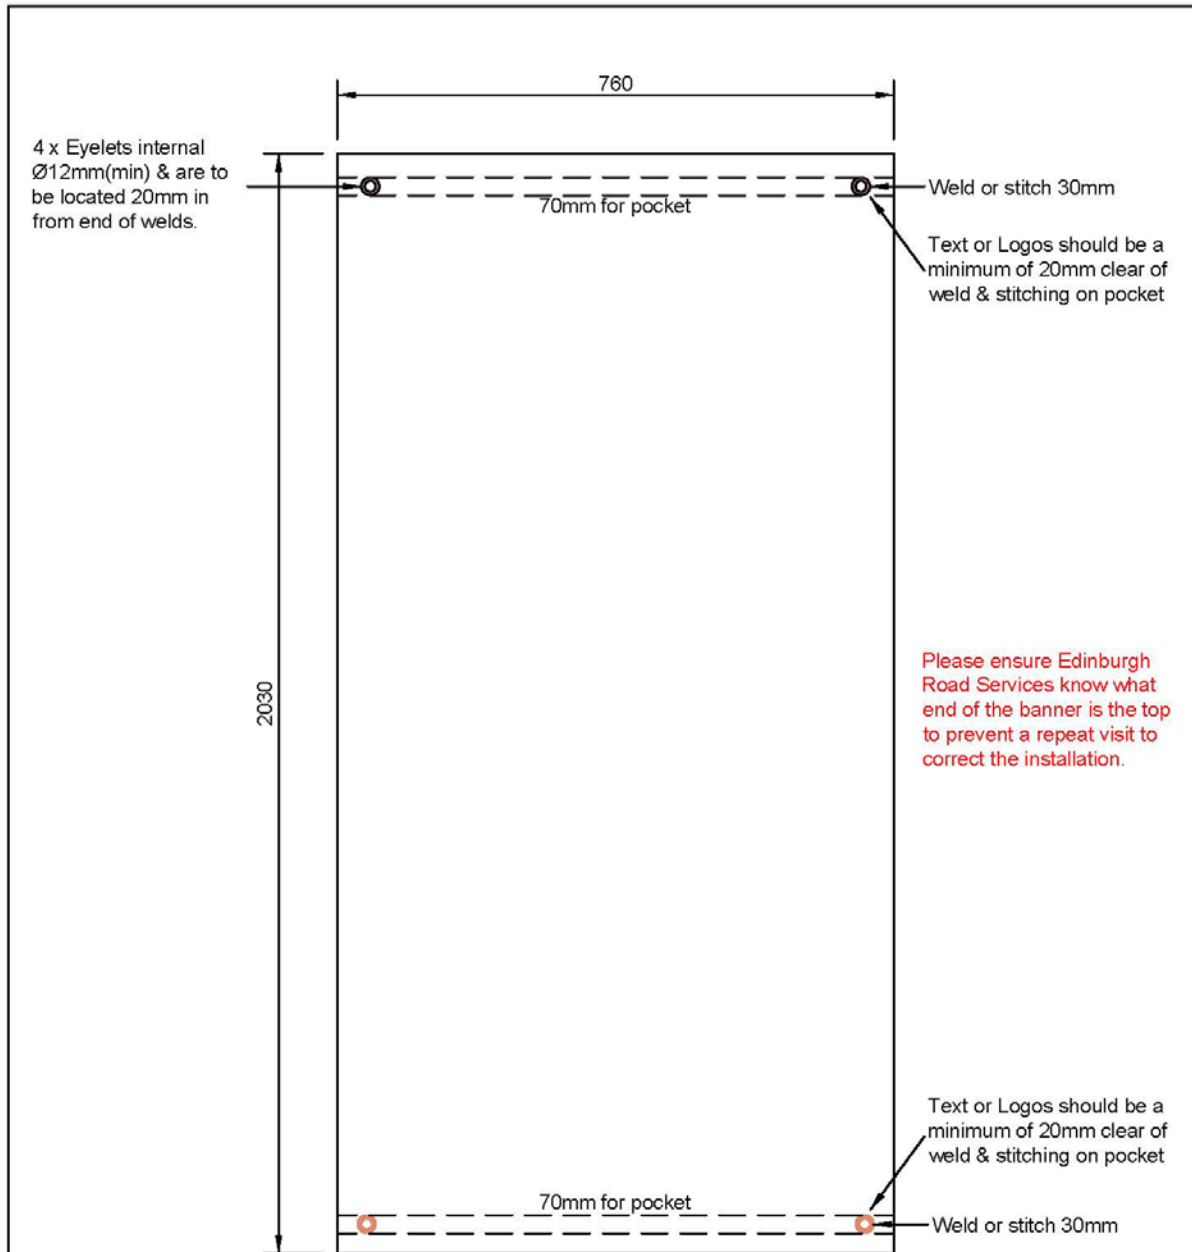 760
4 x Eyelets internal
Ø12mm(min) & are to
be located 20mm in
from end of welds.
70mm for pocket
Weld or stitch 30mm
Text or Logos should be a
minimum of 20mm clear of
weld & stitching on pocket
2030
Please ensure Edinburgh
Road Services know what
end of the banner is the top
to prevent a repeat visit to
correct the installation.
Text or Logos should be a
minimum of 20mm clear of
weld & stitching on pocket
70mm for pocket
Weld or stitch 30mm